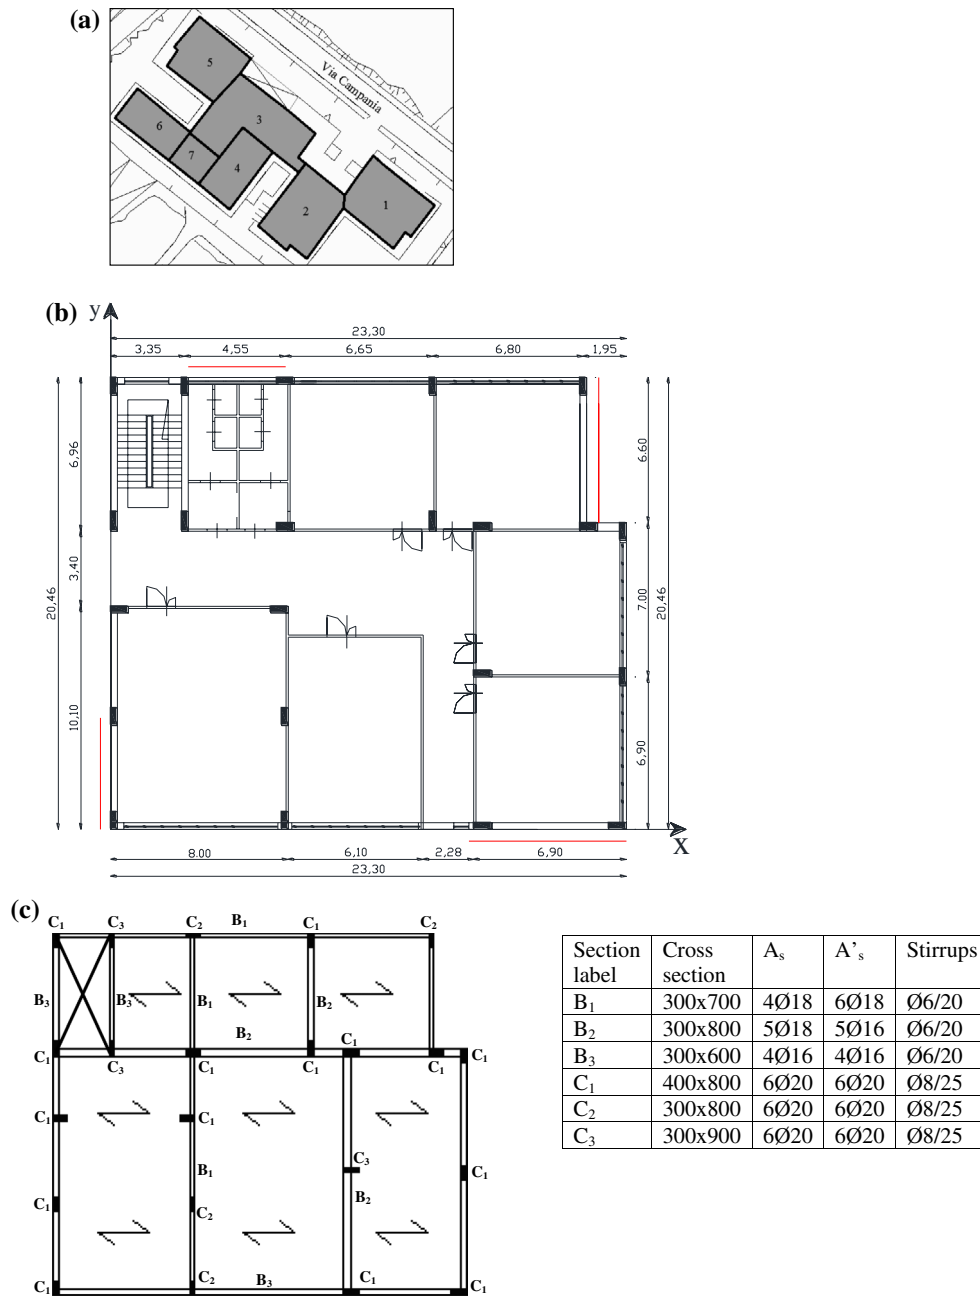 (a)
Via Campania
5
3
6
7
4
2
1
(b)
y
23,30
3,35 4,55 6,65 6,80 1,95
6,96
3,40
10,10
20,46
6.60
7.00
6,90
20,46
X
8.00 6,10 2,28 6,90
23,30
(c)
C1 C3 C2 B1 C1 C2
B3 B3 B1 B2
B2
C1 C3 C1 C1 C1 C1 C1
C1 C1
C3 C1
B1 B2
C1 C2
C1 C2 B3 C1 C1
Section label Cross section As A's Stirrups
B1 300x700 4Ø18 6Ø18 Ø6/20
B2 300x800 5Ø18 5Ø16 Ø6/20
B3 300x600 4Ø16 4Ø16 Ø6/20
C1 400x800 6Ø20 6Ø20 Ø8/25
C2 300x800 6Ø20 6Ø20 Ø8/25
C3 300x900 6Ø20 6Ø20 Ø8/25